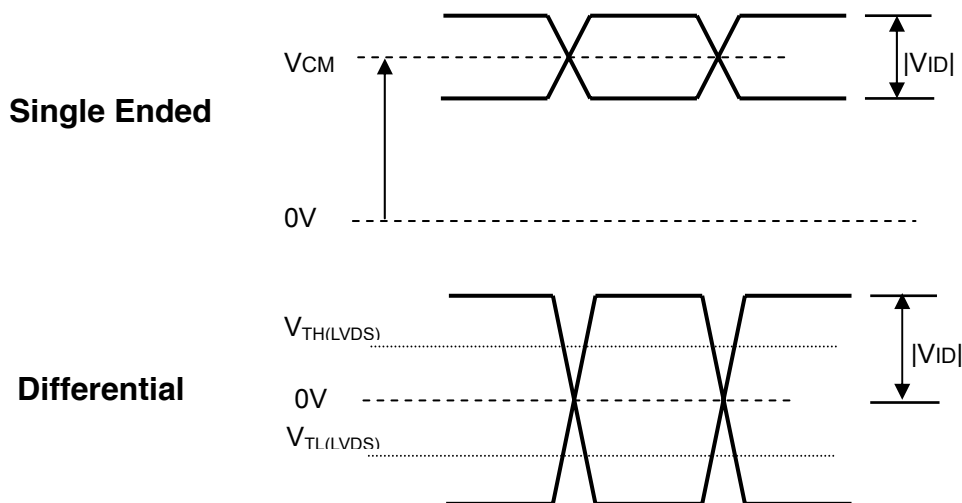 VCM
|VID|
Single Ended
0V
VTH(LVDS)
|VID|
Differential
0V
VTL(LVDS)